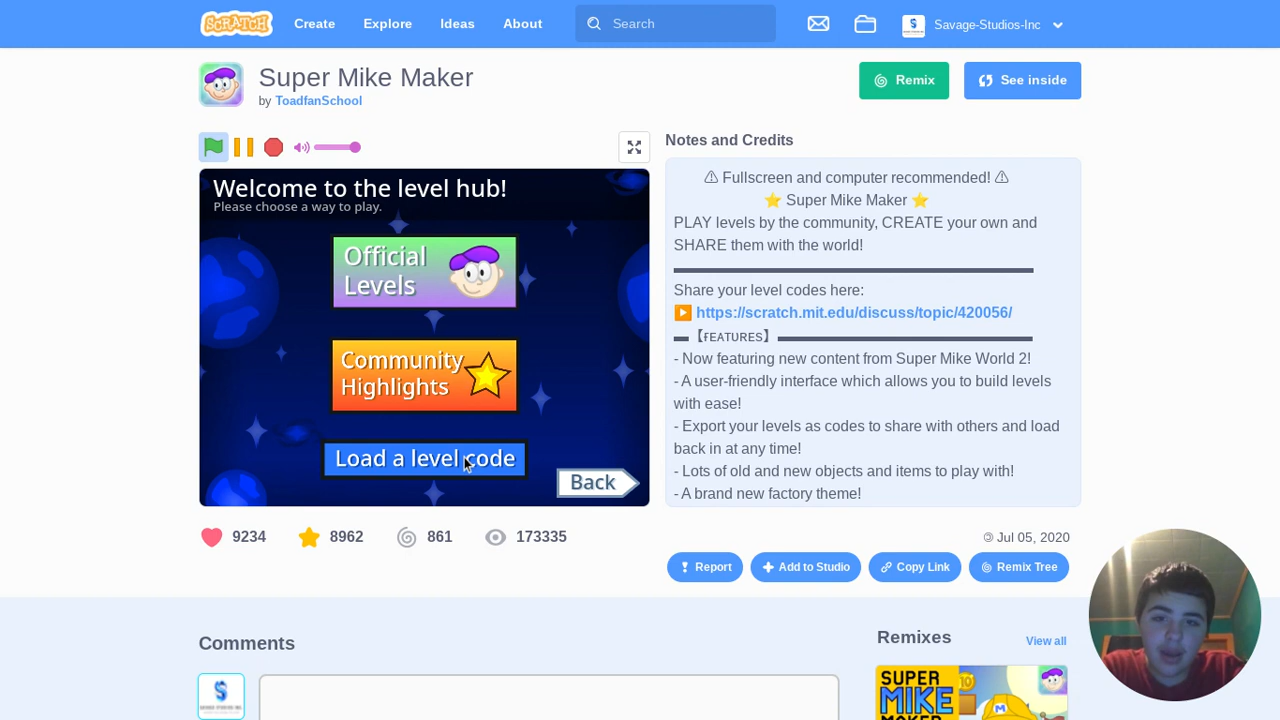 SCRATCH
Create
Explore
Ideas
About
Search
Savage-Studios-Inc
Super Mike Maker
by ToadfanSchool
Remix
See inside
Welcome to the level hub!
Please choose a way to play.
Official
Levels
Community
Highlights
Load a level code
Back
Notes and Credits
⚠ Fullscreen and computer recommended! ⚠
⭐ Super Mike Maker ⭐
PLAY levels by the community, CREATE your own and
SHARE them with the world!
Share your level codes here:
▶️ https://scratch.mit.edu/discuss/topic/420056/
▬【ꜰᴇᴀᴛᴜʀᴇꜱ】▬▬▬▬▬▬▬▬▬▬▬▬▬▬▬▬▬
- Now featuring new content from Super Mike World 2!
- A user-friendly interface which allows you to build levels
with ease!
- Export your levels as codes to share with others and load
back in at any time!
- Lots of old and new objects and items to play with!
- A brand new factory theme!
9234
8962
861
173335
Jul 05, 2020
Report
Add to Studio
Copy Link
Remix Tree
Comments
Remixes
View all
SUPER
MIKE